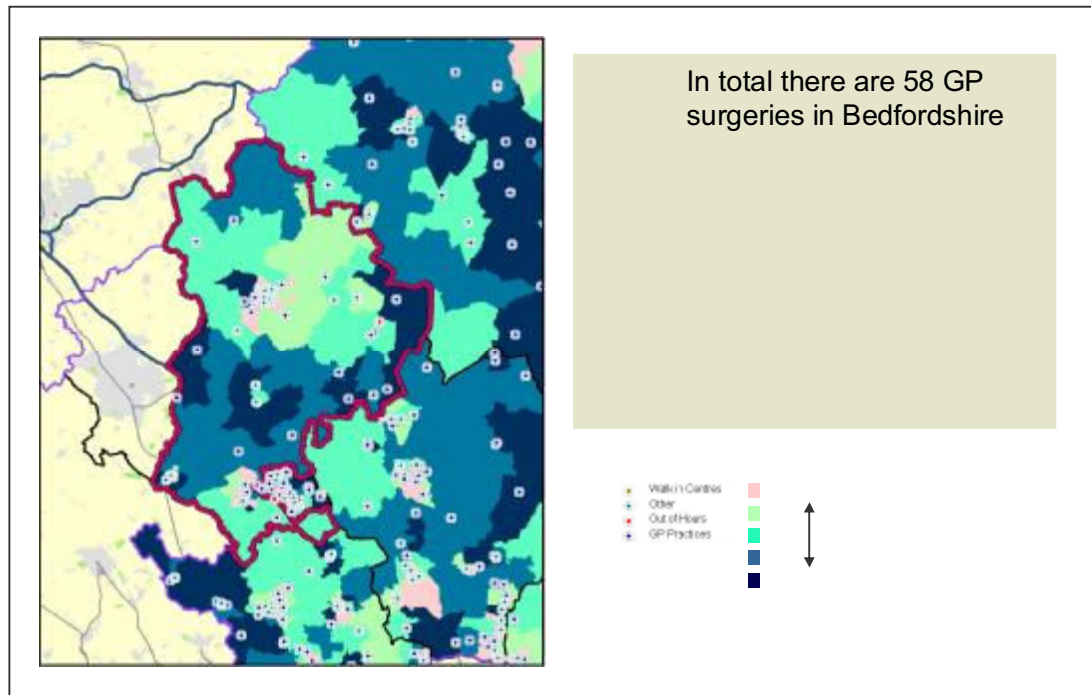 In total there are 58 GP
surgeries in Bedfordshire
Walk in Centres
Other
Out of Hours
GP Practices